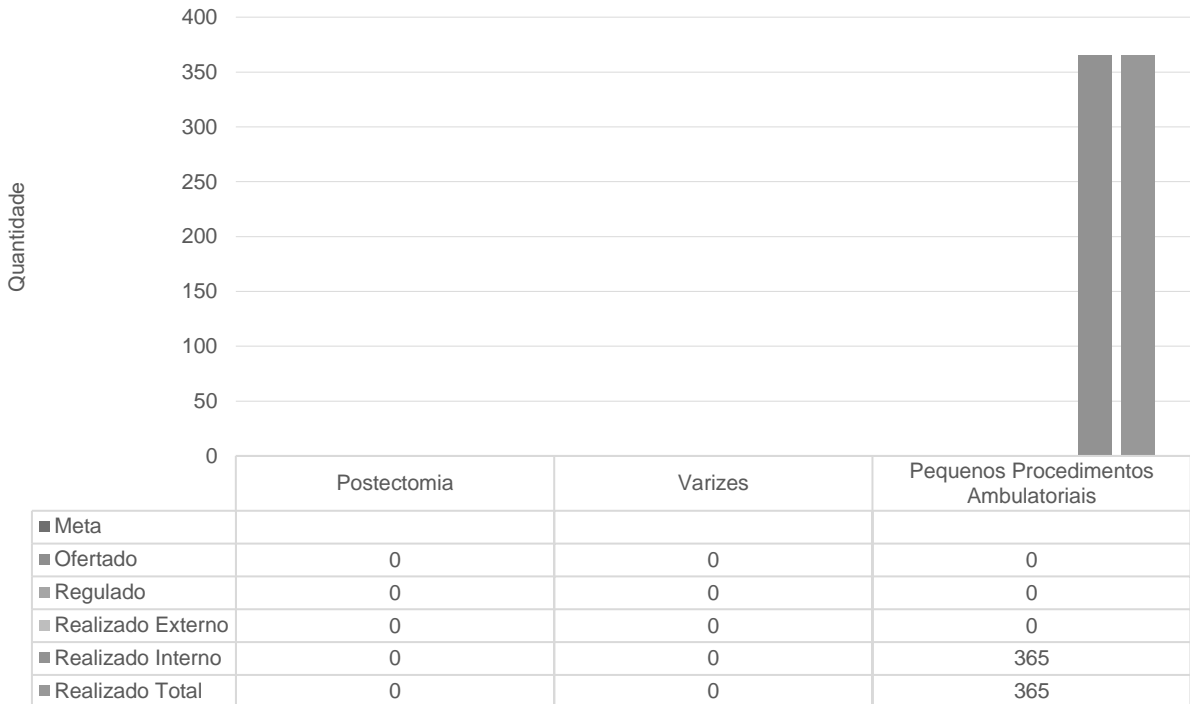 400
350
300
250
200
150
100
50
0
Quantidade
Postectomia Varizes Pequenos Procedimentos
Ambulatoriais
Meta
Ofertado 0 0 0
Regulado 0 0 0
Realizado Externo 0 0 0
Realizado Interno 0 0 365
Realizado Total 0 0 365